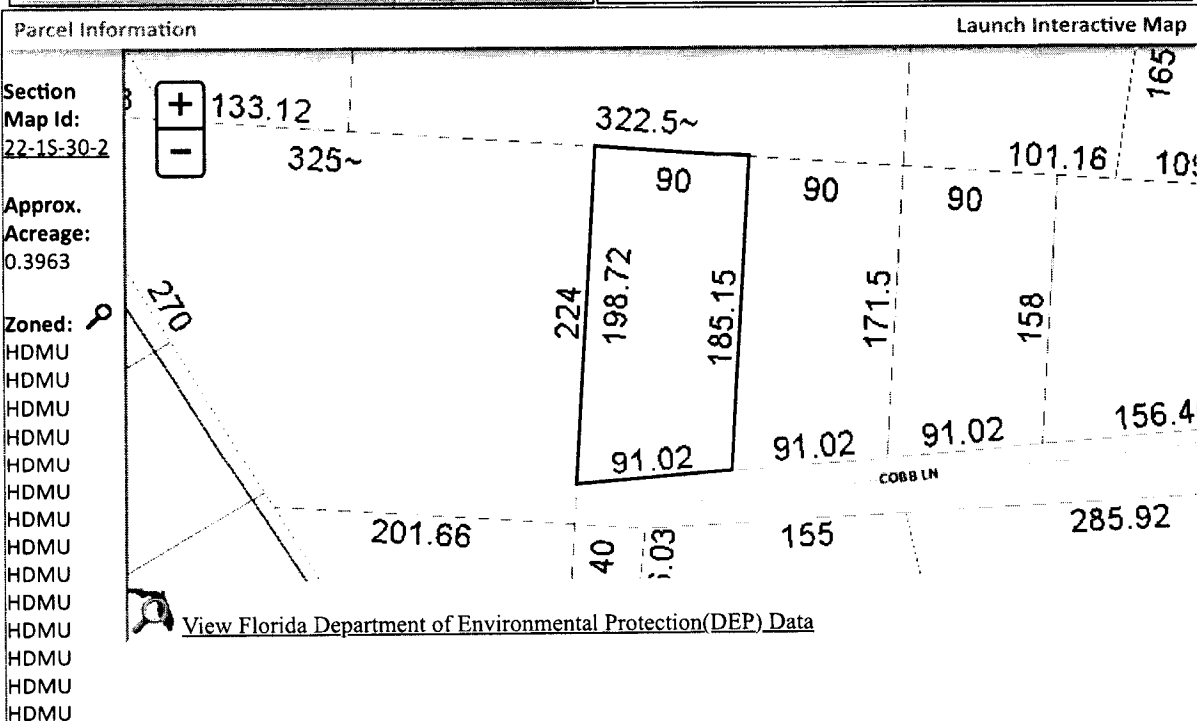 Parcel Information
Launch Interactive Map
Section
Map Id:
22-1S-30-2
Approx.
Acreage:
0.3963
Zoned:
HDMU
HDMU
HDMU
HDMU
HDMU
HDMU
HDMU
HDMU
HDMU
HDMU
HDMU
HDMU
HDMU
HDMU
+
-
133.12
325~
322.5~
165
101.16
90
90
90
270
224
198.72
185.15
171.5
158
91.02
91.02
91.02
156.4
COBB LN
201.66
40
155
285.92
View Florida Department of Environmental Protection(DEP) Data